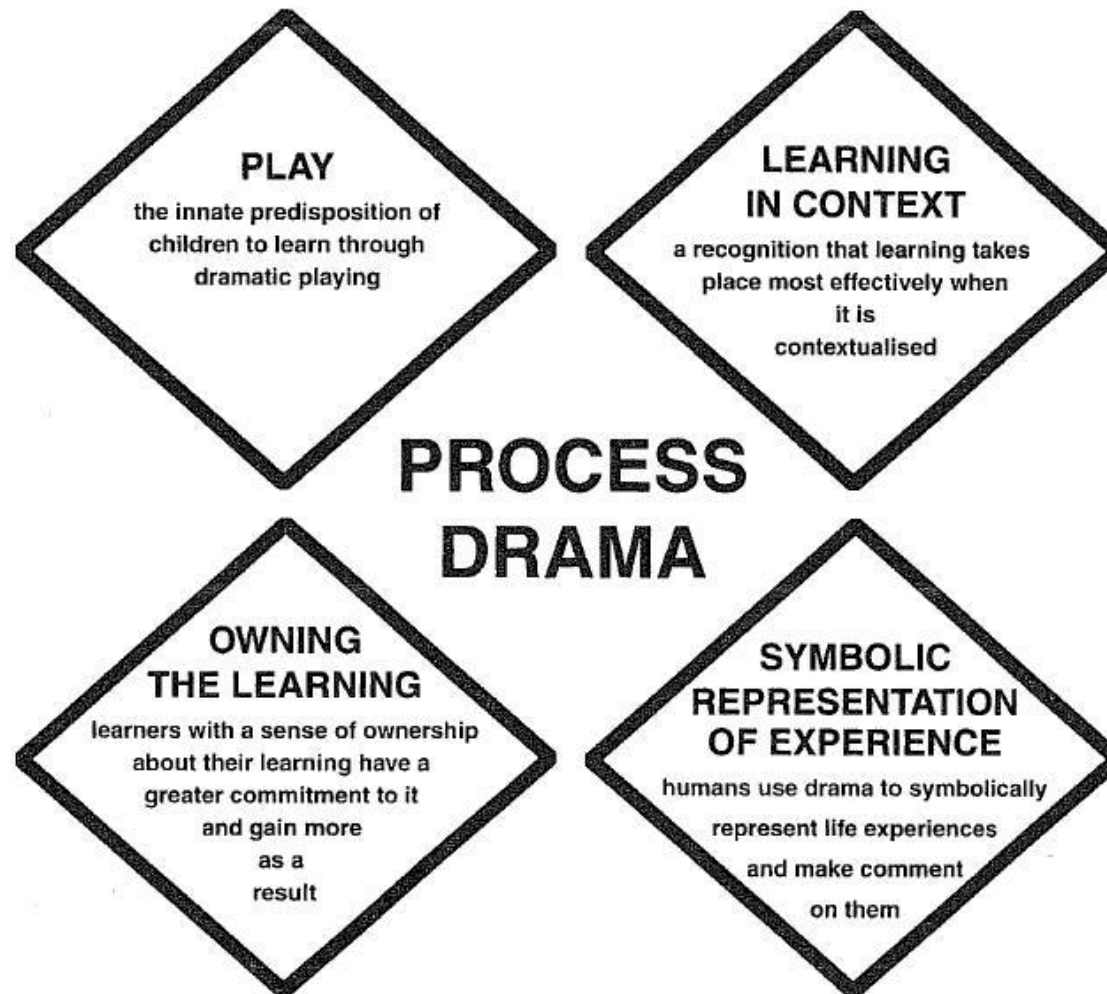 PLAY
the innate predisposition of
children to learn through
dramatic playing
LEARNING
IN CONTEXT
a recognition that learning takes
place most effectively when
it is
contextualised
PROCESS
DRAMA
OWNING
THE LEARNING
learners with a sense of ownership
about their learning have a
greater commitment to it
and gain more
as a
result
SYMBOLIC
REPRESENTATION
OF EXPERIENCE
humans use drama to symbolically
represent life experiences
and make comment
on them